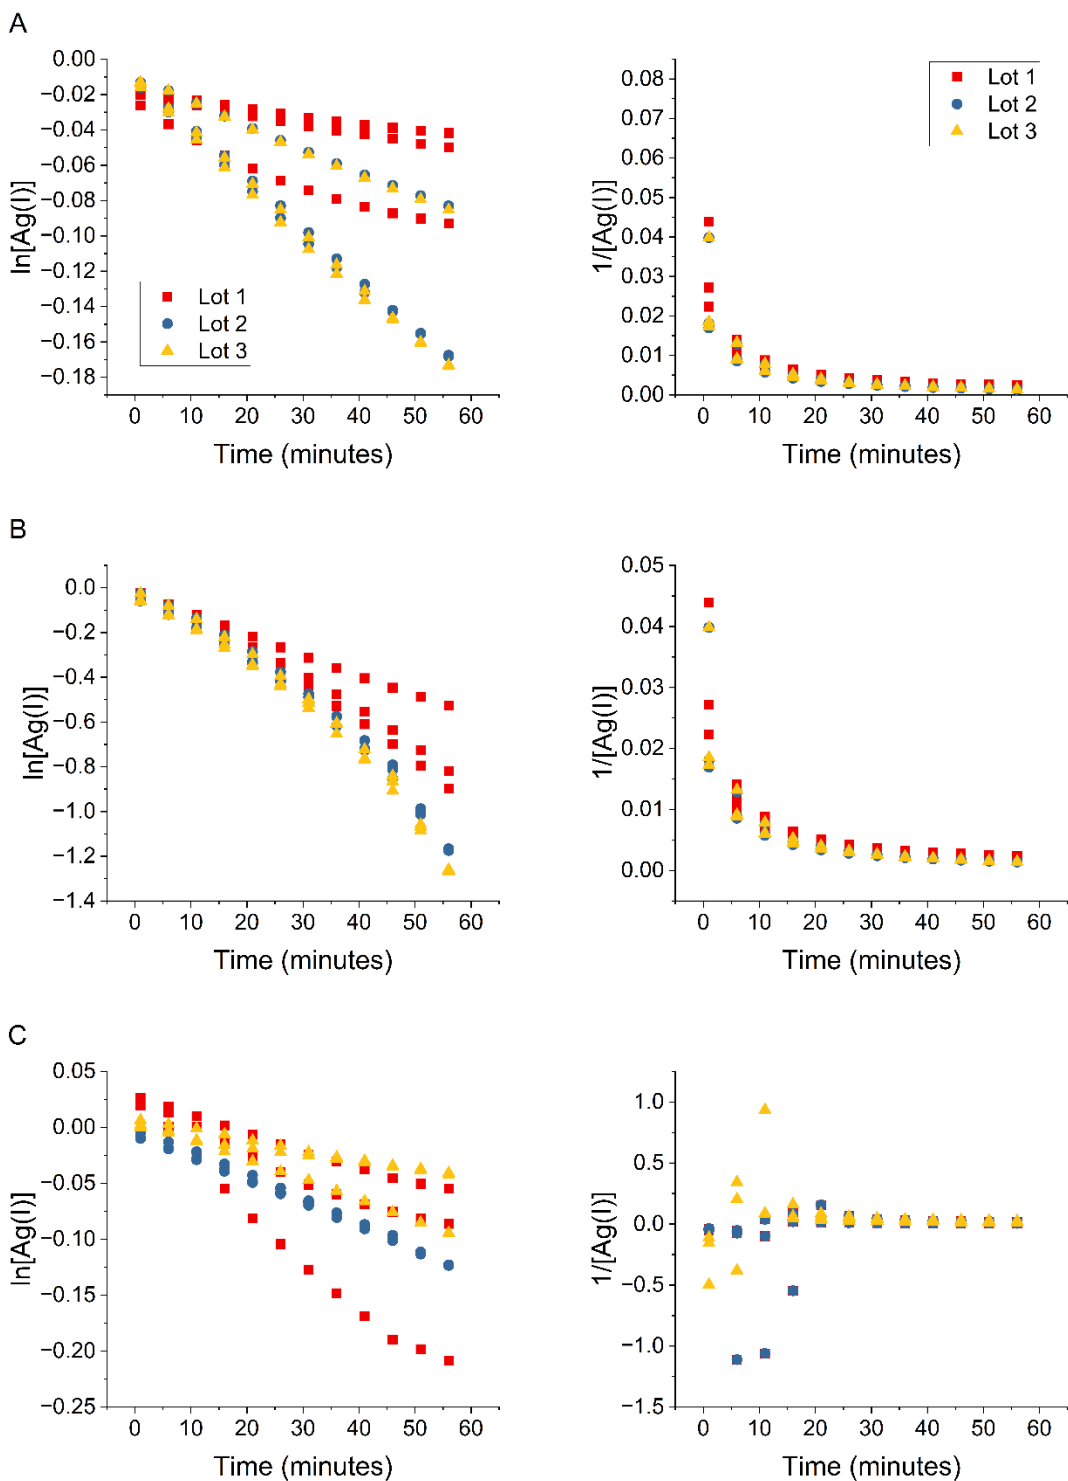 A
0.00
−0.02
−0.04
−0.06
−0.08
−0.10
−0.12
−0.14
−0.16
−0.18
ln[Ag(I)]
Lot 1
Lot 2
Lot 3
0 10 20 30 40 50 60
Time (minutes)
0.08
0.07
0.06
0.05
0.04
0.03
0.02
0.01
0.00
1/[Ag(I)]
Lot 1
Lot 2
Lot 3
0 10 20 30 40 50 60
Time (minutes)
B
0.0
−0.2
−0.4
−0.6
−0.8
−1.0
−1.2
−1.4
ln[Ag(I)]
0 10 20 30 40 50 60
Time (minutes)
0.05
0.04
0.03
0.02
0.01
0.00
1/[Ag(I)]
0 10 20 30 40 50 60
Time (minutes)
C
0.05
0.00
−0.05
−0.10
−0.15
−0.20
−0.25
ln[Ag(I)]
0 10 20 30 40 50 60
Time (minutes)
1.0
0.5
0.0
−0.5
−1.0
−1.5
1/[Ag(I)]
0 10 20 30 40 50 60
Time (minutes)